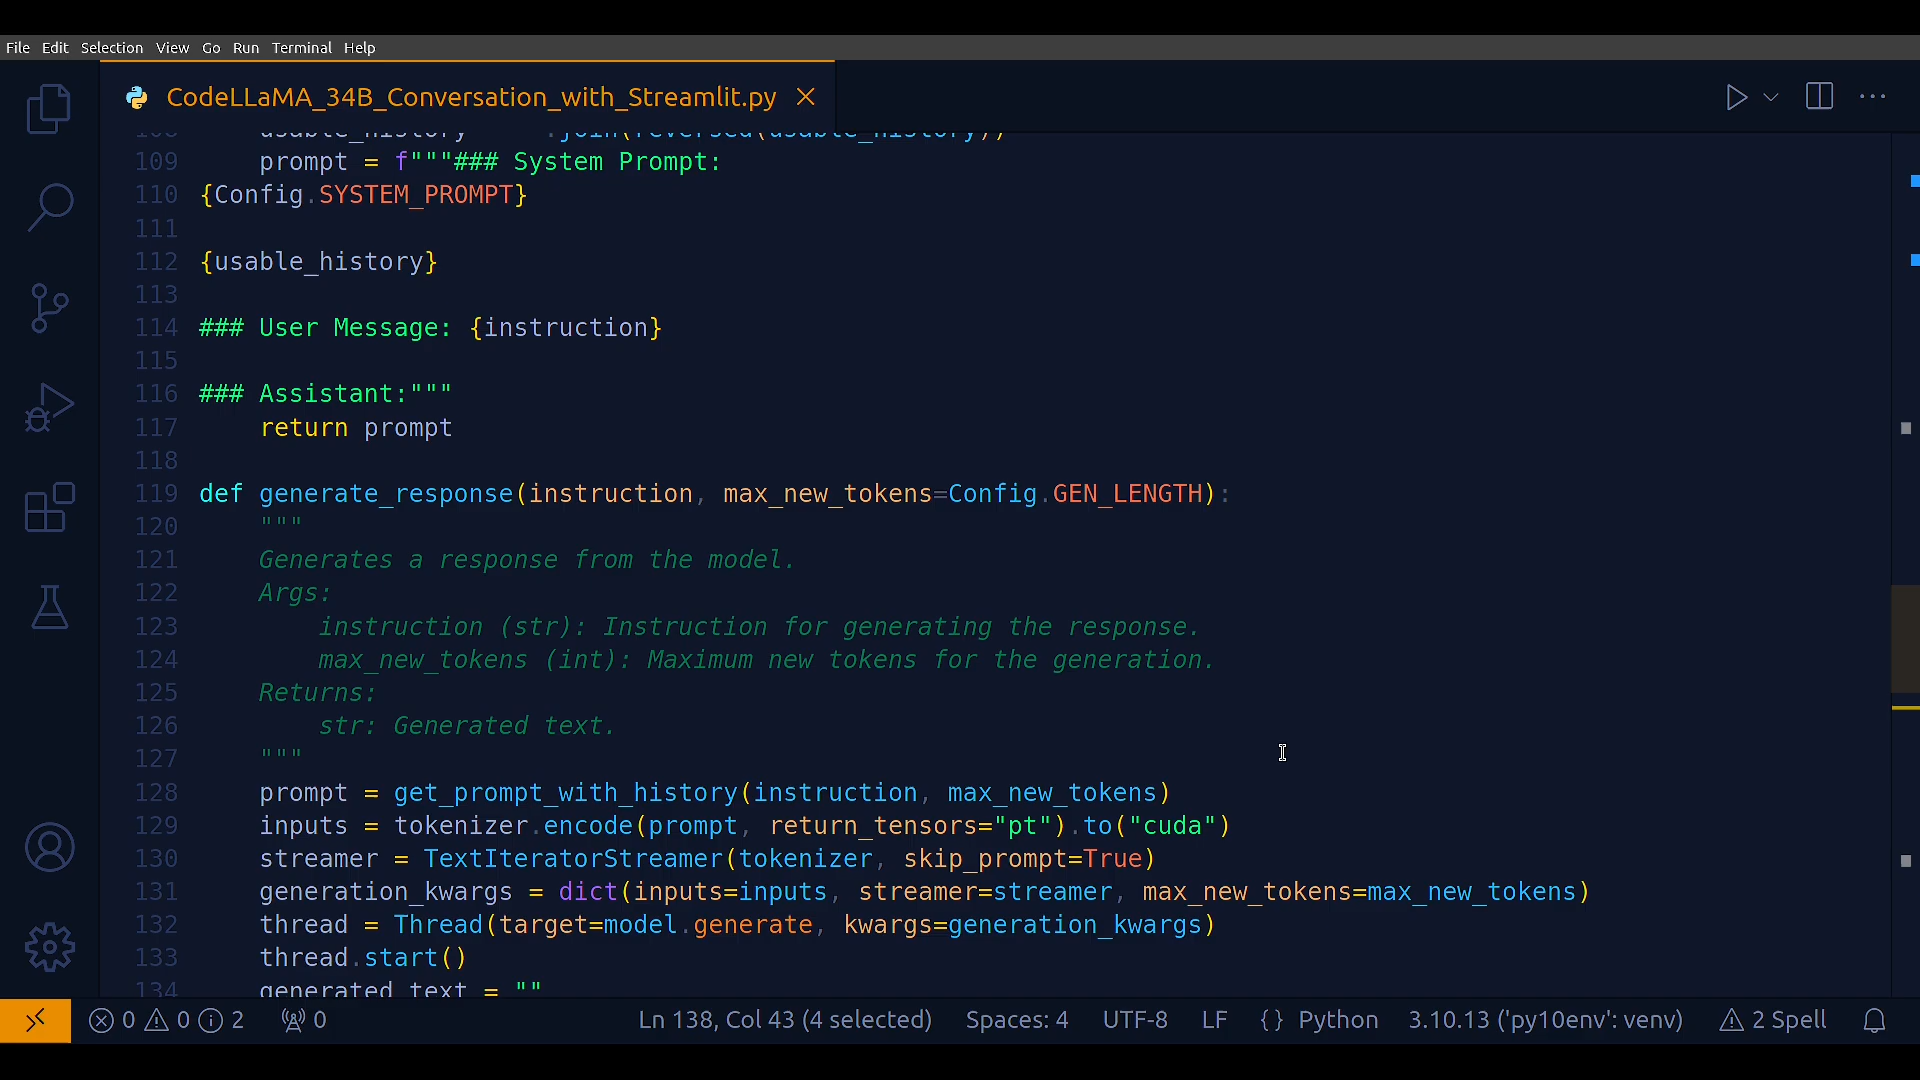 File Edit Selection View Go Run Terminal Help
CodeLLaMA_34B_Conversation_with_Streamlit.py
108 usable_history .join(reversed(usable_history))
109 prompt = f"""### System Prompt:
110 {Config.SYSTEM_PROMPT}
111
112 {usable_history}
113
114 ### User Message: {instruction}
115
116 ### Assistant:"""
117 return prompt
118
119 def generate_response(instruction, max_new_tokens=Config.GEN_LENGTH):
120 """
121 Generates a response from the model.
122 Args:
123 instruction (str): Instruction for generating the response.
124 max_new_tokens (int): Maximum new tokens for the generation.
125 Returns:
126 str: Generated text.
127 """
128 prompt = get_prompt_with_history(instruction, max_new_tokens)
129 inputs = tokenizer.encode(prompt, return_tensors="pt").to("cuda")
130 streamer = TextIteratorStreamer(tokenizer, skip_prompt=True)
131 generation_kwargs = dict(inputs=inputs, streamer=streamer, max_new_tokens=max_new_tokens)
132 thread = Thread(target=model.generate, kwargs=generation_kwargs)
133 thread.start()
134 generated_text = ""
0 0 2 0 Ln 138, Col 43 (4 selected) Spaces: 4 UTF-8 LF {} Python 3.10.13 ('py10env': venv) 2 Spell